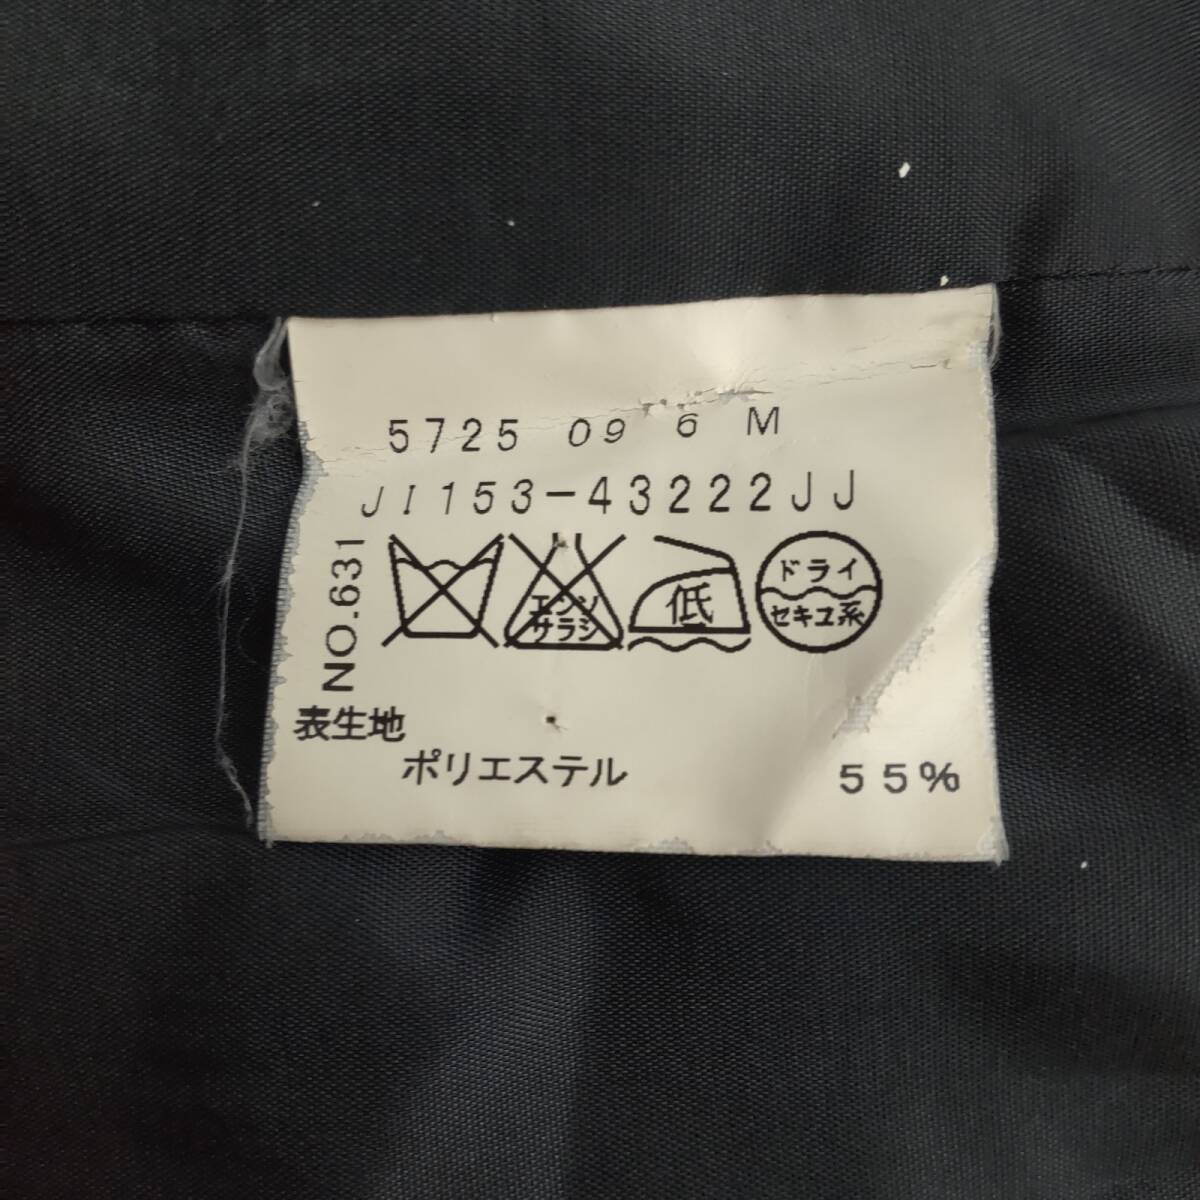 5725 09 6 M
JI153-43222JJ
NO.631
エンソ
サラシ
低
ドライ
セキユ系
表生地
ポリエステル 55%